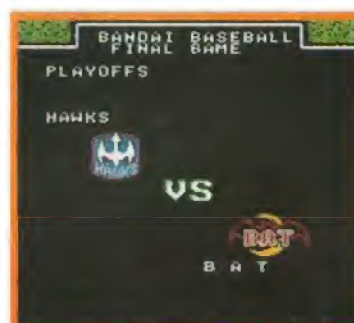 BANDAI BASEBALL
FINAL GAME
PLAYOFFS
HAWKS
HAWKS
VS
BAT
B A T